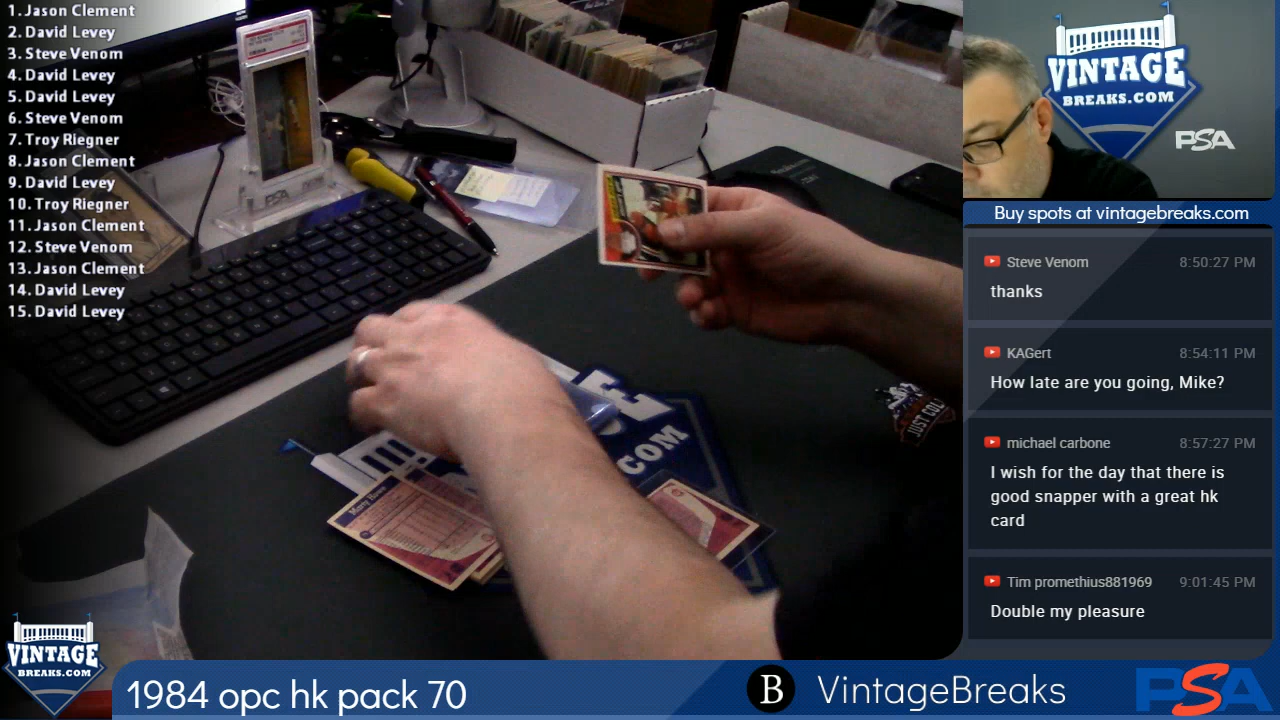 1. Jason Clement
2. David Levey
3. Steve Venom
4. David Levey
5. David Levey
6. Steve Venom
7. Troy Riegner
8. Jason Clement
9. David Levey
10. Troy Riegner
11. Jason Clement
12. Steve Venom
13. Jason Clement
14. David Levey
15. David Levey
PSA
COM
JUST COL
VINTAGE
BREAKS.COM
PSA
Buy spots at vintagebreaks.com
Steve Venom 8:50:27 PM
thanks
KAGert 8:54:11 PM
How late are you going, Mike?
michael carbone 8:57:27 PM
I wish for the day that there is
good snapper with a great hk
card
Tim promethius881969 9:01:45 PM
Double my pleasure
VINTAGE
BREAKS.COM
1984 opc hk pack 70
B VintageBreaks
PSA